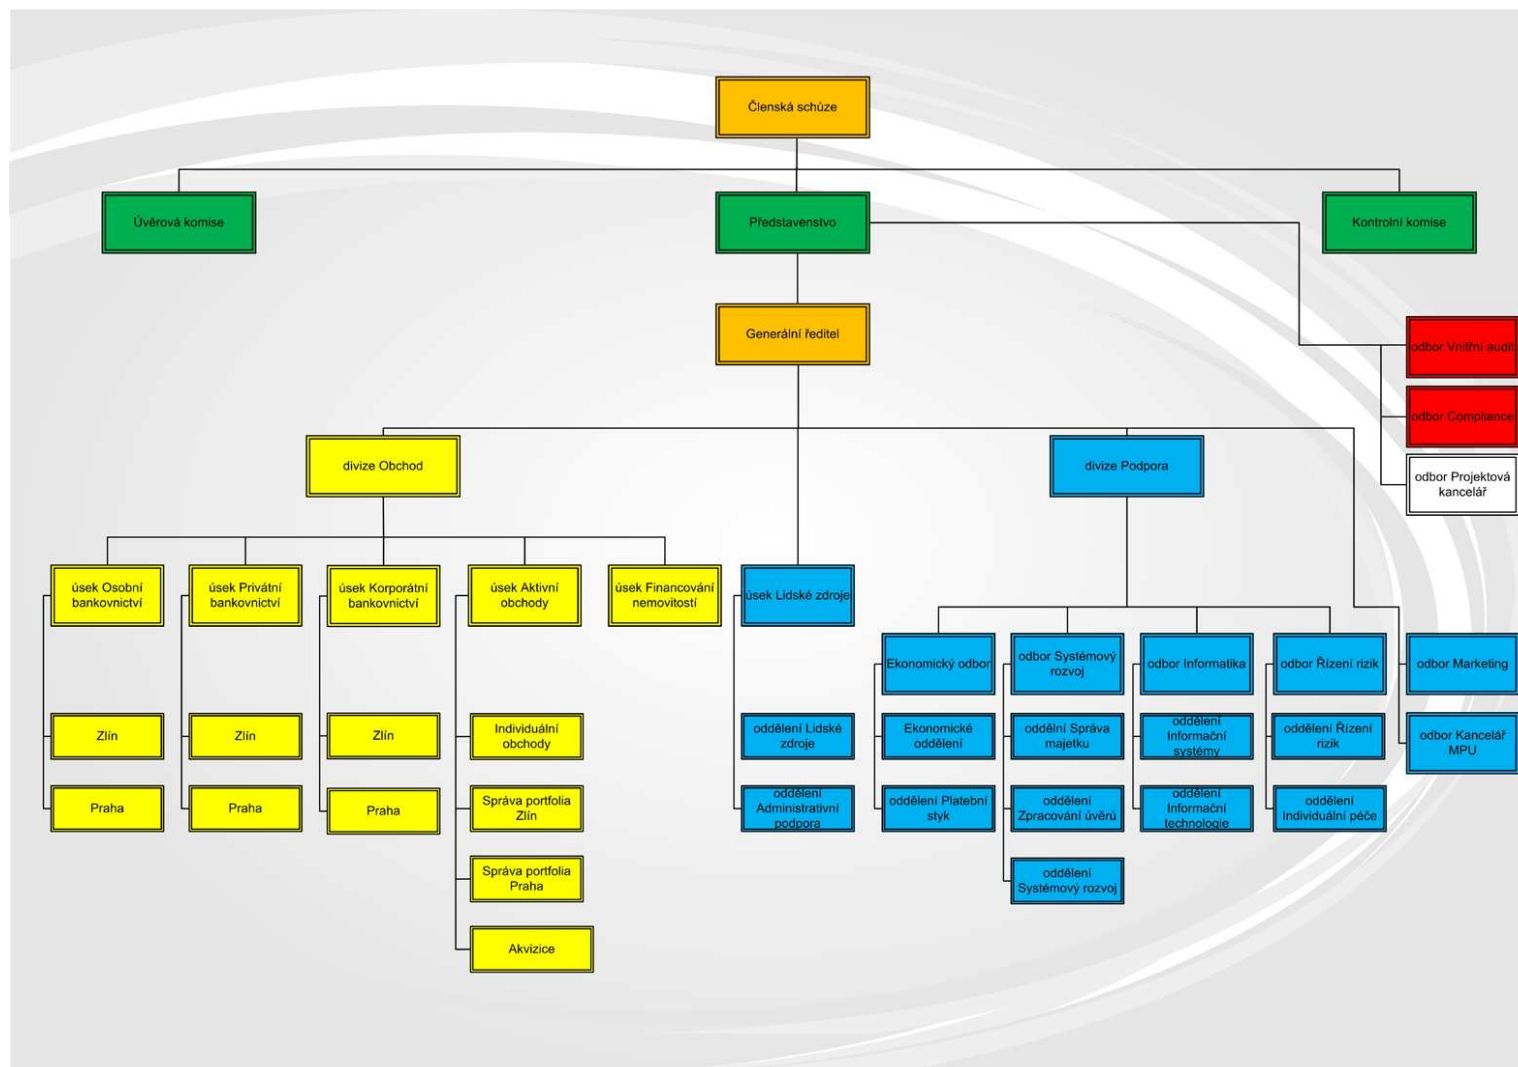 Členská schůze
Úvěrová komise
Představenstvo
Kontrolní komise
Generální ředitel
odbor Vnitřní audit
odbor Compliance
odbor Projektová
kancelář
divize Obchod
divize Podpora
úsek Osobní
bankovnictví
úsek Privátní
bankovnictví
úsek Korporátní
bankovnictví
úsek Aktivní
obchody
úsek Financování
nemovitostí
úsek Lidské zdroje
Ekonomický odbor
odbor Systémový
rozvoj
odbor Informatika
odbor Řízení rizik
odbor Marketing
Zlín
Zlín
Zlín
Individuální
obchody
oddělení Lidské
zdroje
Ekonomické
oddělení
oddělní Správa
majetku
oddělení
Informační
systémy
oddělení Řízení
rizik
odbor Kancelář
MPU
Praha
Praha
Praha
Správa portfolia
Zlín
oddělení
Administrativní
podpora
oddělení Platební
styk
oddělení
Zpracování úvěrů
oddělení
Informační
technologie
oddělení
Individuální péče
Správa portfolia
Praha
oddělení
Systémový rozvoj
Akvizice